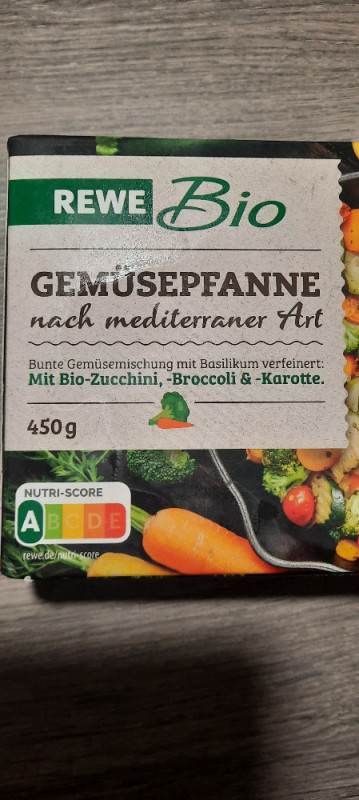 REWE Bio
GEMÜSEPFANNE
nach mediterraner Art
Bunte Gemüsemischung mit Basilikum verfeinert:
Mit Bio-Zucchini, -Broccoli & -Karotte.
450g
NUTRI-SCORE
A B C D E
rewe.de/nutri-score